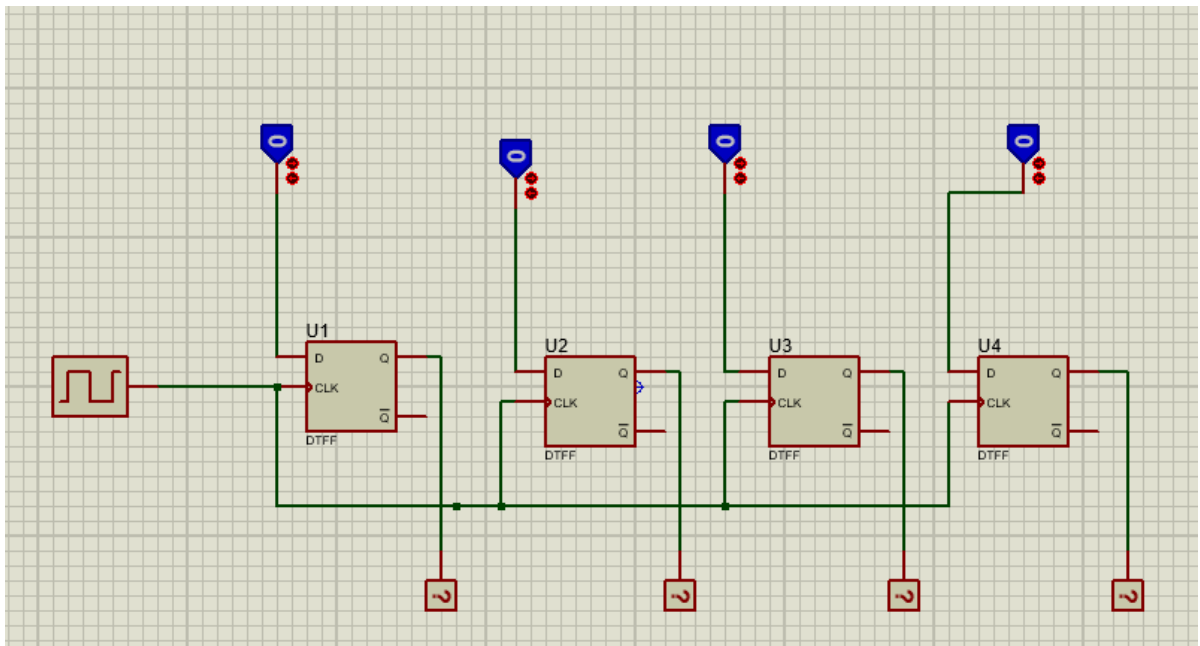 0 0 0 0
U1
D Q
CLK
Q
DTFF
U2
D Q
CLK
Q
DTFF
U3
D Q
CLK
Q
DTFF
U4
D Q
CLK
Q
DTFF
? ? ? ?